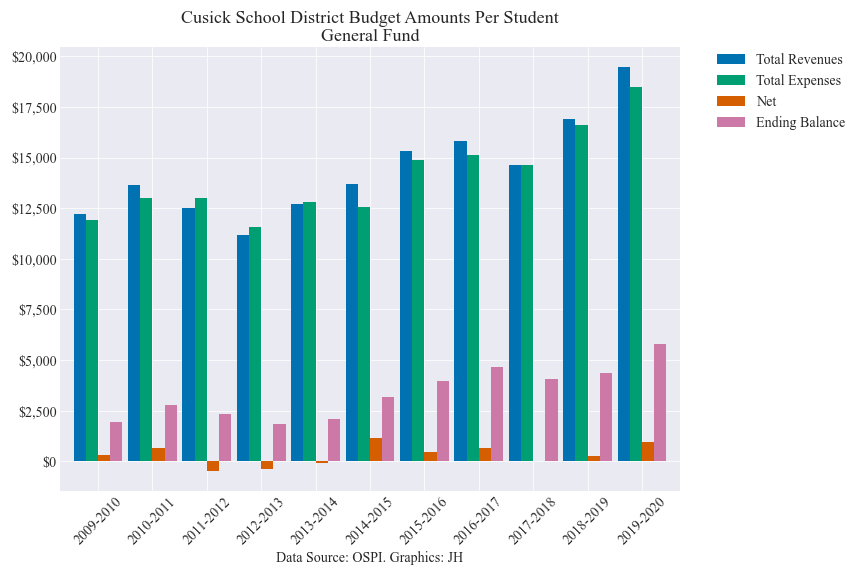 Cusick School District Budget Amounts Per Student
General Fund
$20,000
$17,500
$15,000
$12,500
$10,000
$7,500
$5,000
$2,500
$0
2009-2010
2010-2011
2011-2012
2012-2013
2013-2014
2014-2015
2015-2016
2016-2017
2017-2018
2018-2019
2019-2020
Data Source: OSPI. Graphics: JH
Total Revenues
Total Expenses
Net
Ending Balance